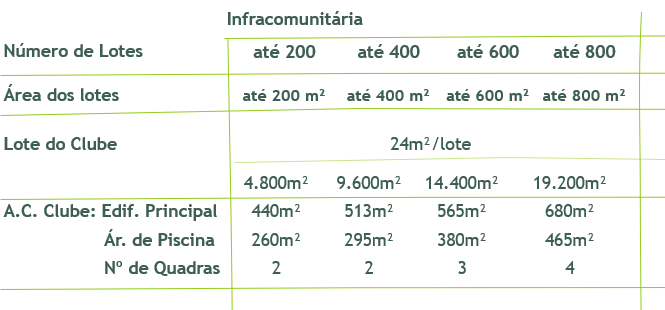 Infracomunitária
Número de Lotes até 200 até 400 até 600 até 800
Área dos lotes até 200 m² até 400 m² até 600 m² até 800 m²
Lote do Clube 24m²/lote
4.800m² 9.600m² 14.400m² 19.200m²
A.C. Clube: Edif. Principal 440m² 513m² 565m² 680m²
Ár. de Piscina 260m² 295m² 380m² 465m²
Nº de Quadras 2 2 3 4